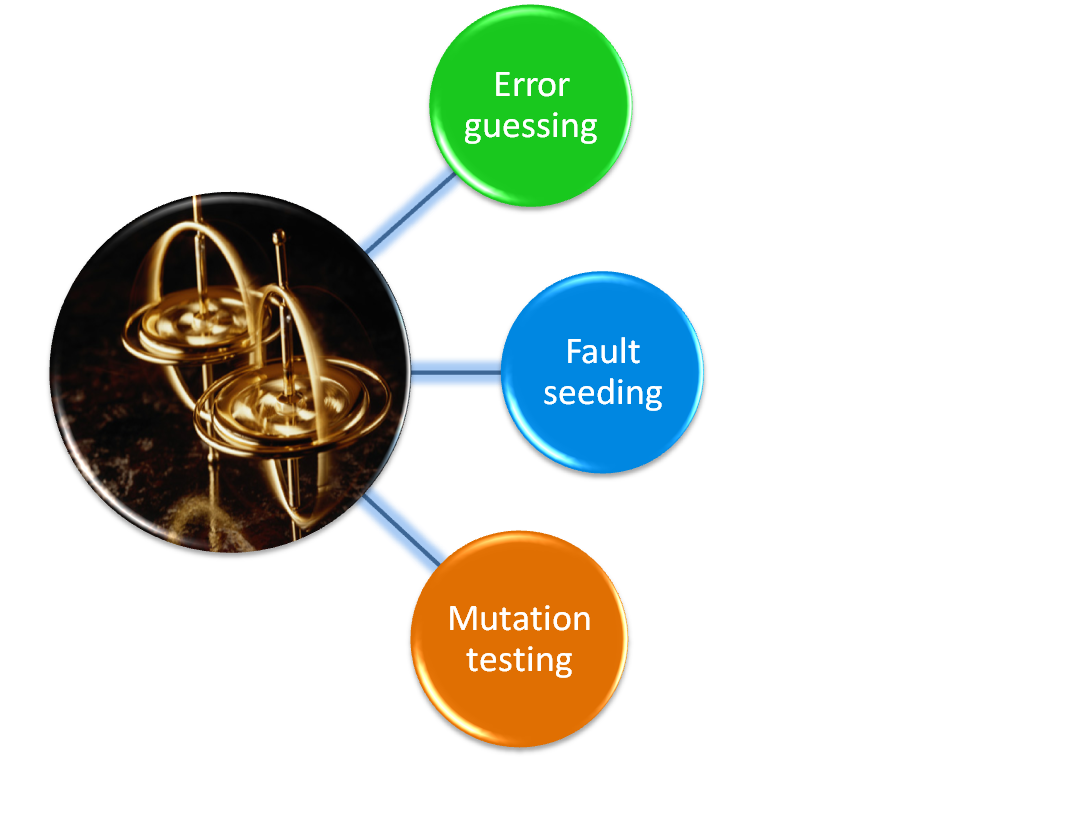 Error
guessing
Fault
seeding
Mutation
testing